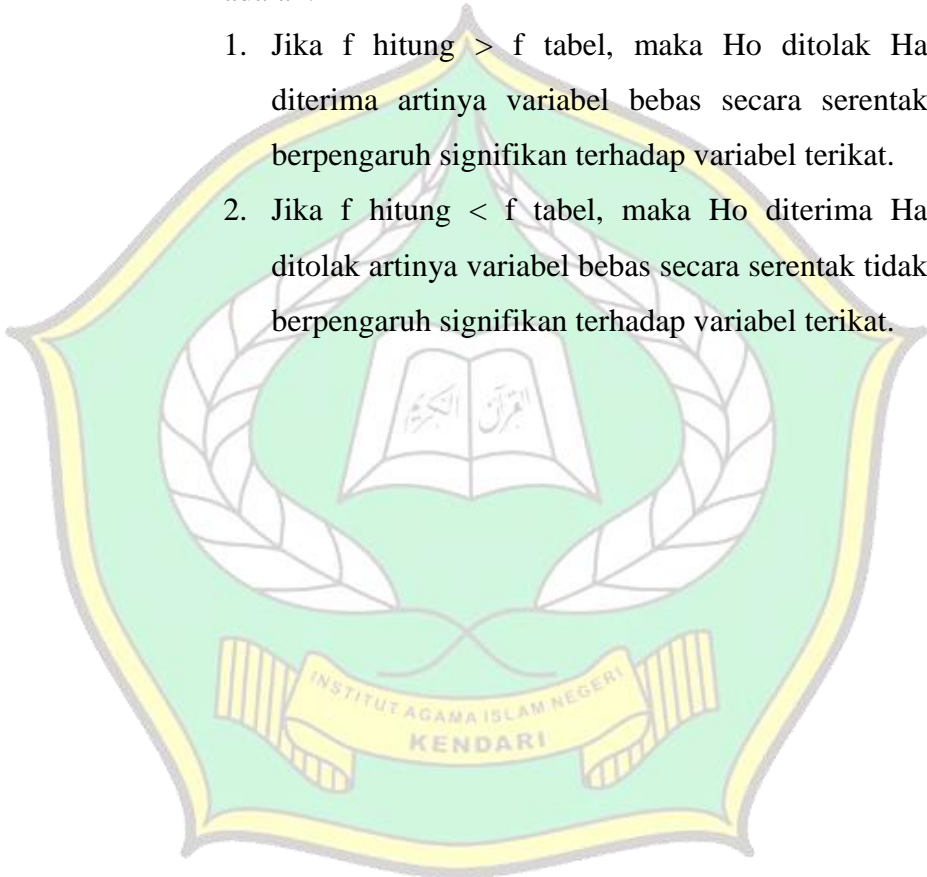 1. Jika f hitung > f tabel, maka Ho ditolak Ha
diterima artinya variabel bebas secara serentak
berpengaruh signifikan terhadap variabel terikat.
2. Jika f hitung < f tabel, maka Ho diterima Ha
ditolak artinya variabel bebas secara serentak tidak
berpengaruh signifikan terhadap variabel terikat.
القرآن الكريم
INSTITUT AGAMA ISLAM NEGERI
KENDARI